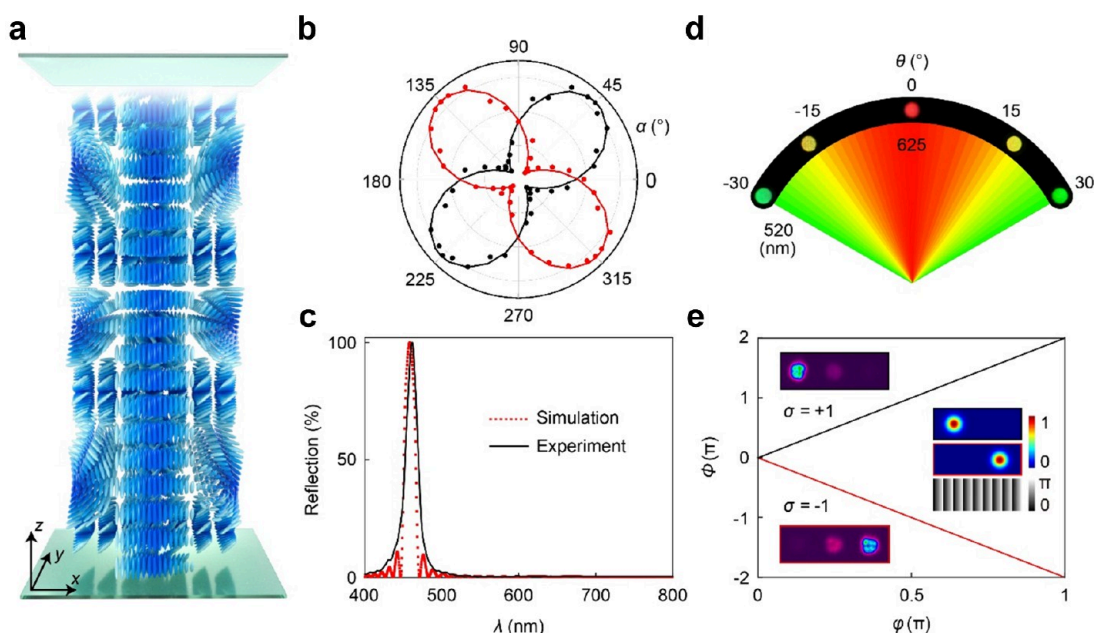 a
z
y
x
b
90
135
45
α (°)
180
0
225
315
270
c
100
50
0
Reflection (%)
Simulation
Experiment
400
500
600
700
800
λ (nm)
d
θ (°)
0
-15
15
625
-30
30
520
(nm)
e
2
1
0
-1
-2
Φ (π)
σ = +1
σ = -1
1
0
π
0
0
0.5
1
φ (π)